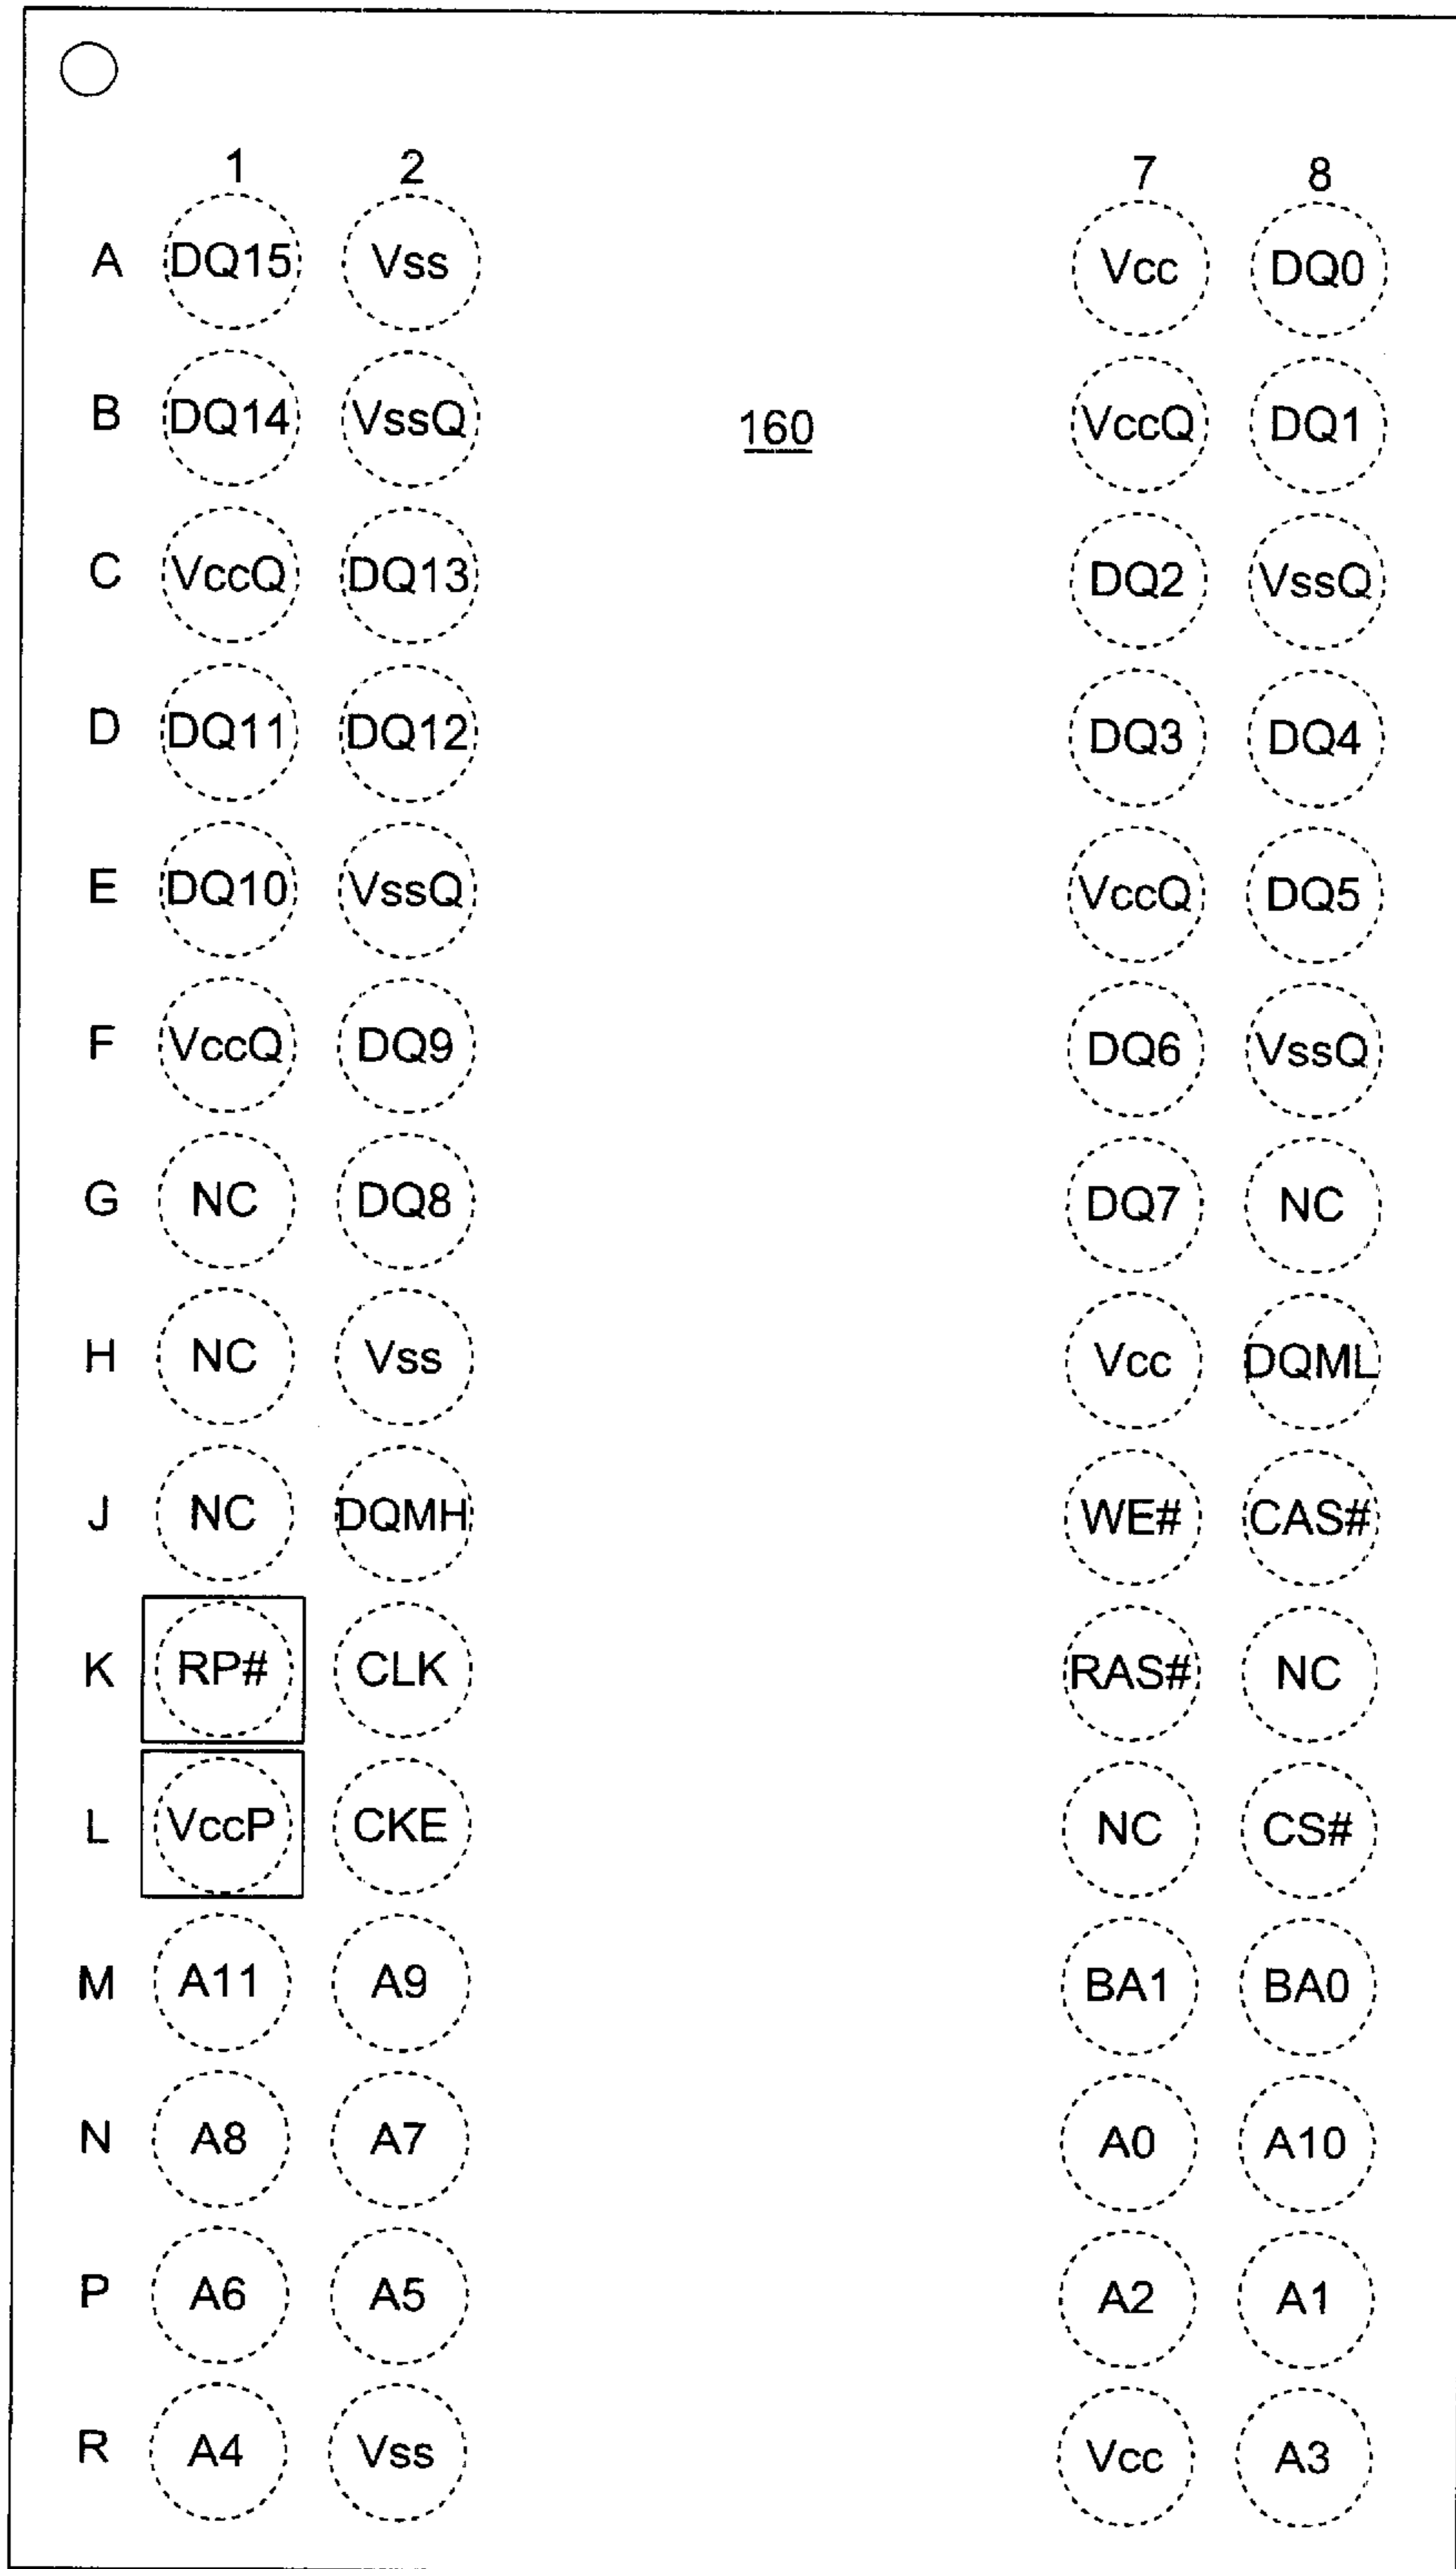 1 2 7 8
A DQ15 Vss Vcc DQ0
B DQ14 VssQ 160 VccQ DQ1
C VccQ DQ13 DQ2 VssQ
D DQ11 DQ12 DQ3 DQ4
E DQ10 VssQ VccQ DQ5
F VccQ DQ9 DQ6 VssQ
G NC DQ8 DQ7 NC
H NC Vss Vcc DQML
J NC DQMH WE# CAS#
K RP# CLK RAS# NC
L VccP CKE NC CS#
M A11 A9 BA1 BA0
N A8 A7 A0 A10
P A6 A5 A2 A1
R A4 Vss Vcc A3